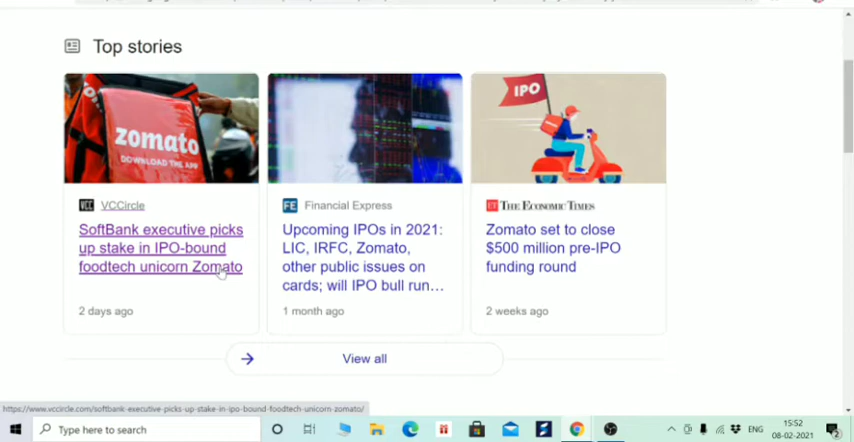 Top stories
zomato
DOWNLOAD THE APP
IPO
VCC VCCircle
FE Financial Express
ET THE ECONOMIC TIMES
SoftBank executive picks
up stake in IPO-bound
foodtech unicorn Zomato
Upcoming IPOs in 2021:
LIC, IRFC, Zomato,
other public issues on
cards; will IPO bull run…
Zomato set to close
$500 million pre-IPO
funding round
2 days ago
1 month ago
2 weeks ago
View all
https://www.vccircle.com/softbank-executive-picks-up-stake-in-ipo-bound-foodtech-unicorn-zomato/
Type here to search
ENG
15:52
08-02-2021
2